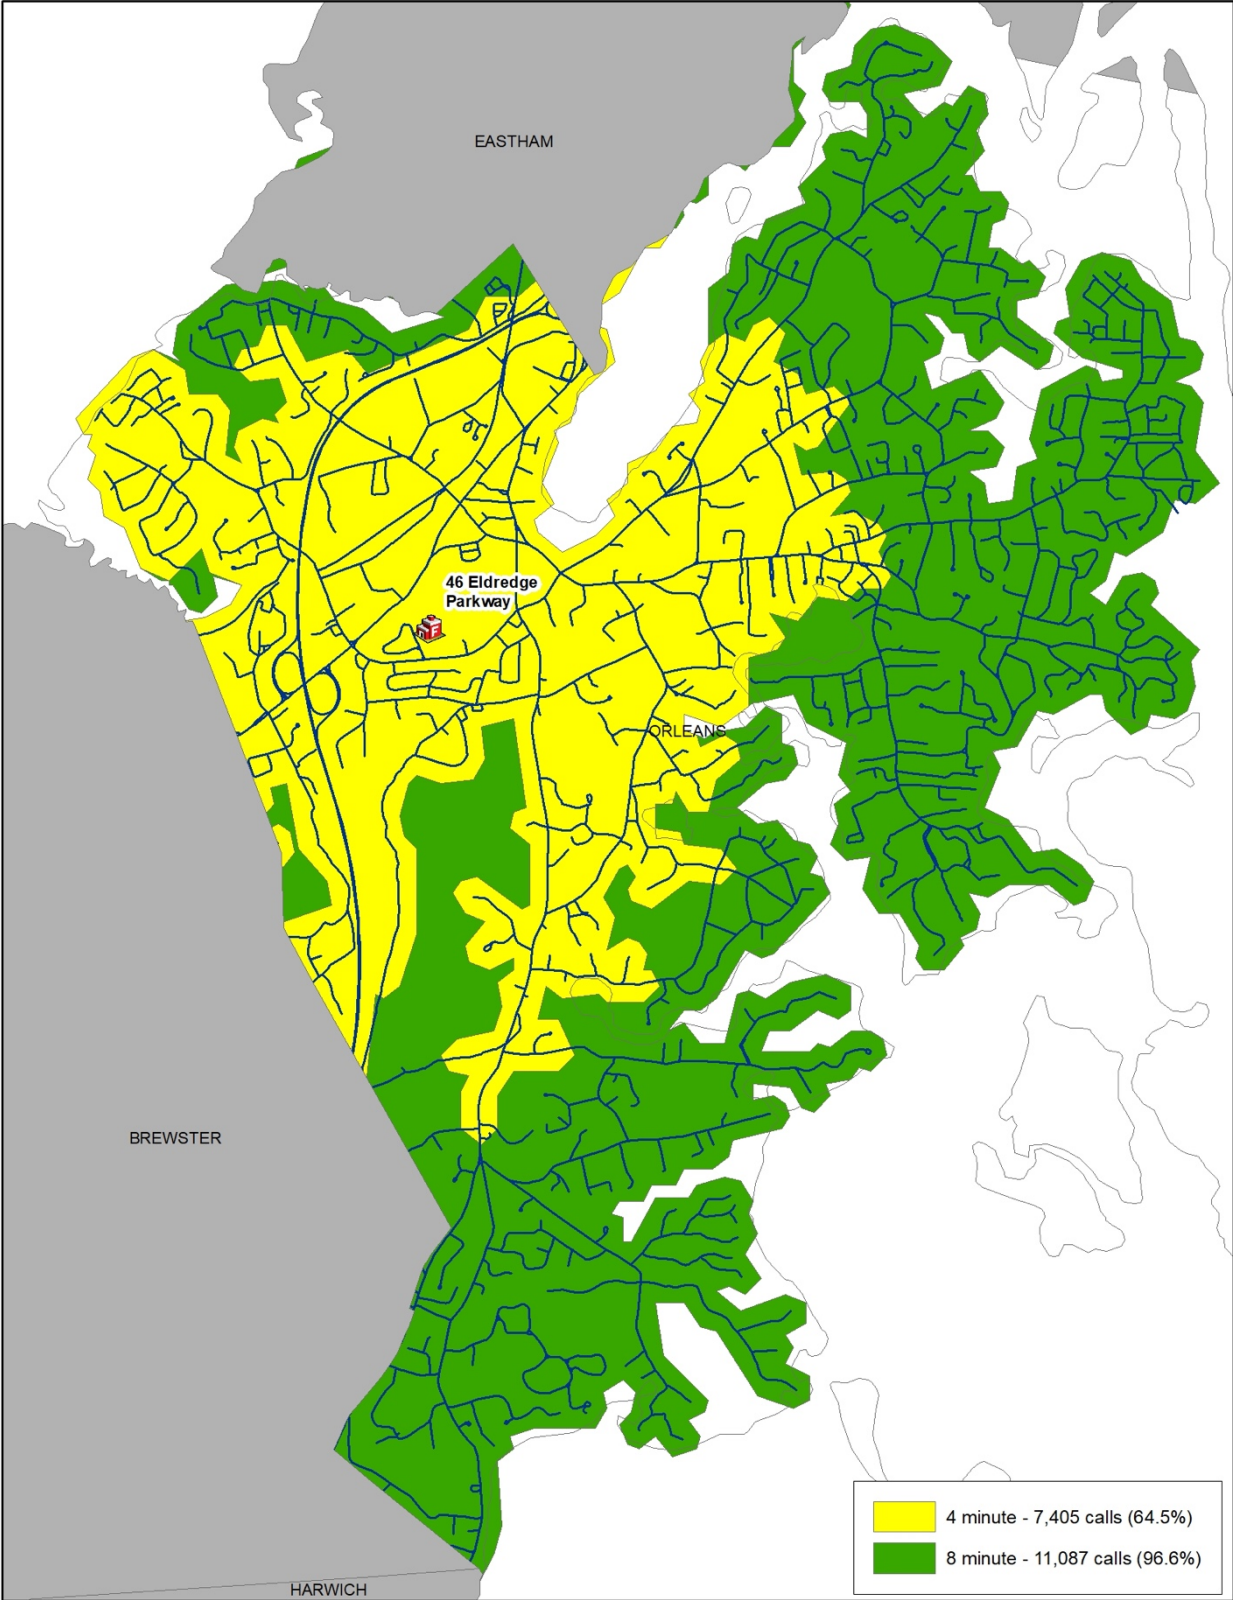 EASTHAM
46 Eldredge
Parkway
F
ORLEANS
BREWSTER
4 minute - 7,405 calls (64.5%)
8 minute - 11,087 calls (96.6%)
HARWICH